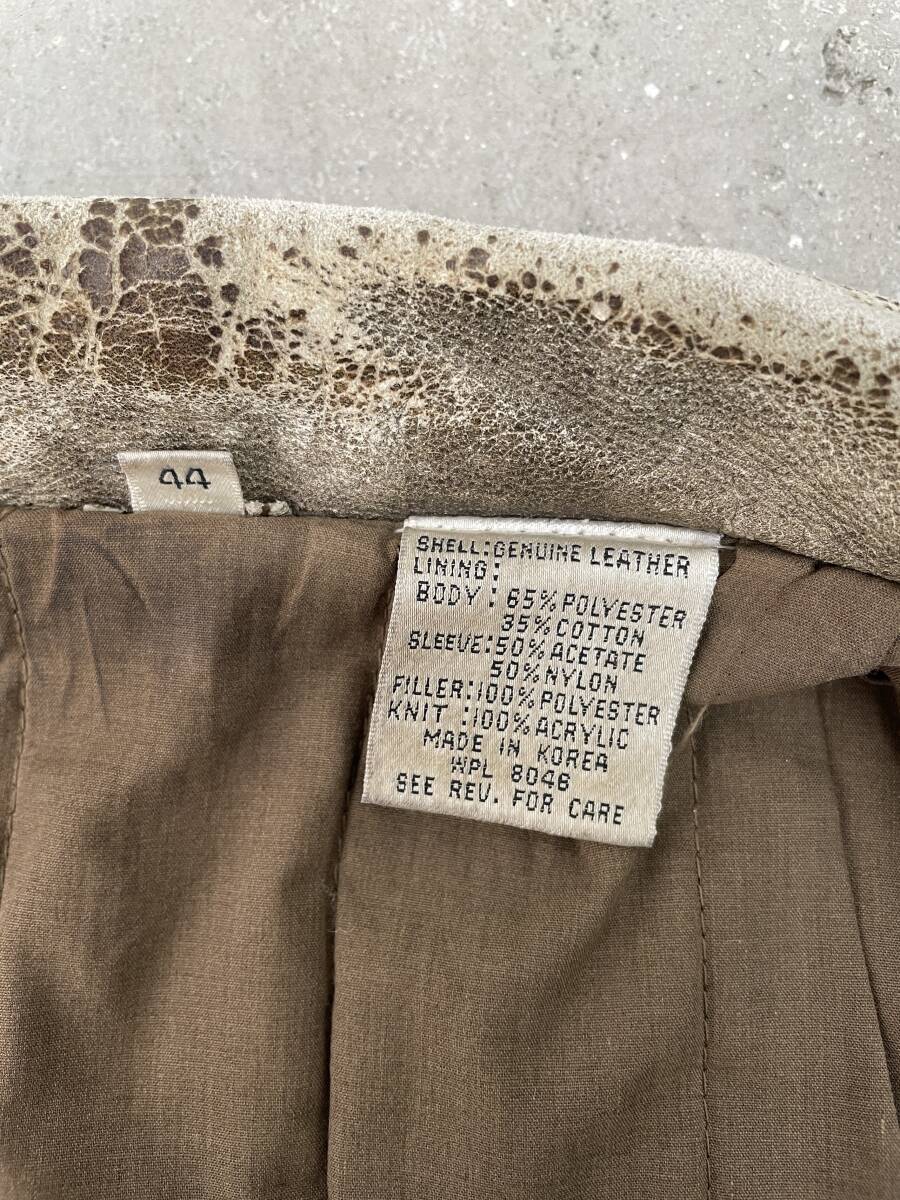 44
SHELL:GENUINE LEATHER
LINING:
BODY : 65% POLYESTER
35% COTTON
SLEEVE:50% ACETATE
50% NYLON
FILLER:100% POLYESTER
KNIT :100% ACRYLIC
MADE IN KOREA
WPL 8046
SEE REV. FOR CARE